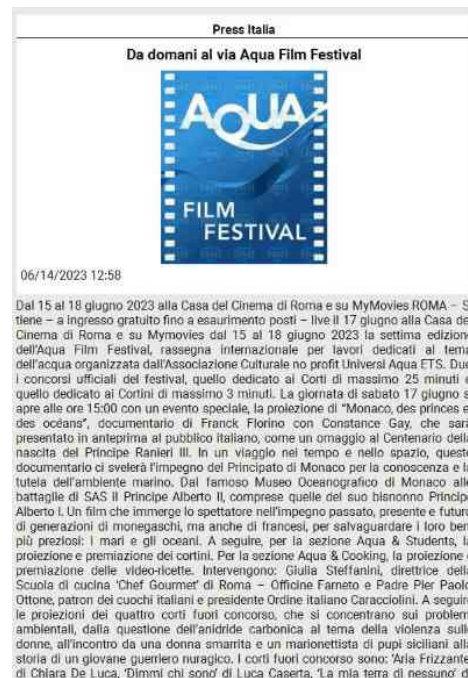 Press Italia
Da domani al via Aqua Film Festival
AQUA
FILM
FESTIVAL
06/14/2023 12:58
Dal 15 al 18 giugno 2023 alla Casa del Cinema di Roma e su MyMovies ROMA – S
tiene – a ingresso gratuito fino a esaurimento posti – live il 17 giugno alla Casa de
Cinema di Roma e su Mymovies dal 15 al 18 giugno 2023 la settima edizione
dell'Aqua Film Festival, rassegna internazionale per lavori dedicati al tema
dell'acqua organizzata dall'Associazione Culturale no profit Universi Aqua ETS. Due
i concorsi ufficiali del festival, quello dedicato ai Corti di massimo 25 minuti e
quello dedicato ai Cortini di massimo 3 minuti. La giornata di sabato 17 giugno s
apre alle ore 15:00 con un evento speciale, la proiezione di "Monaco, des princes e
des océans", documentario di Franck Florino con Constance Gay, che sarà
presentato in anteprima al pubblico italiano, come un omaggio al Centenario della
nascita del Principe Ranieri III. In un viaggio nel tempo e nello spazio, questo
documentario ci svelerà l'impegno del Principato di Monaco per la conoscenza e la
tutela dell'ambiente marino. Dal famoso Museo Oceanografico di Monaco alle
battaglie di SAS il Principe Alberto II, comprese quelle del suo bisnonno Principe
Alberto I. Un film che immerge lo spettatore nell'impegno passato, presente e futuro
di generazioni di monegaschi, ma anche di francesi, per salvaguardare i loro beni
più preziosi: i mari e gli oceani. A seguire, per la sezione Aqua & Students, la
proiezione e premiazione dei cortini. Per la sezione Aqua & Cooking, la proiezione e
premiazione delle video-ricette. Intervengono: Giulia Steffanini, direttrice della
Scuola di cucina 'Chef Gourmet' di Roma – Officine Farneto e Padre Pier Paolo
Ottone, patron dei cuochi italiani e presidente Ordine italiano Caracciolini. A seguire
le proiezioni dei quattro corti fuori concorso, che si concentrano sui problemi
ambientali, dalla questione dell'anidride carbonica al tema della violenza sulle
donne, all'incontro da una donna smarrita e un marionettista di pupi siciliani alla
storia di un giovane guerriero nuragico. I corti fuori concorso sono: 'Aria Frizzante'
di Chiara De Luca, 'Dimmi chi sono' di Luca Caserta, 'La mia terra di nessuno' d